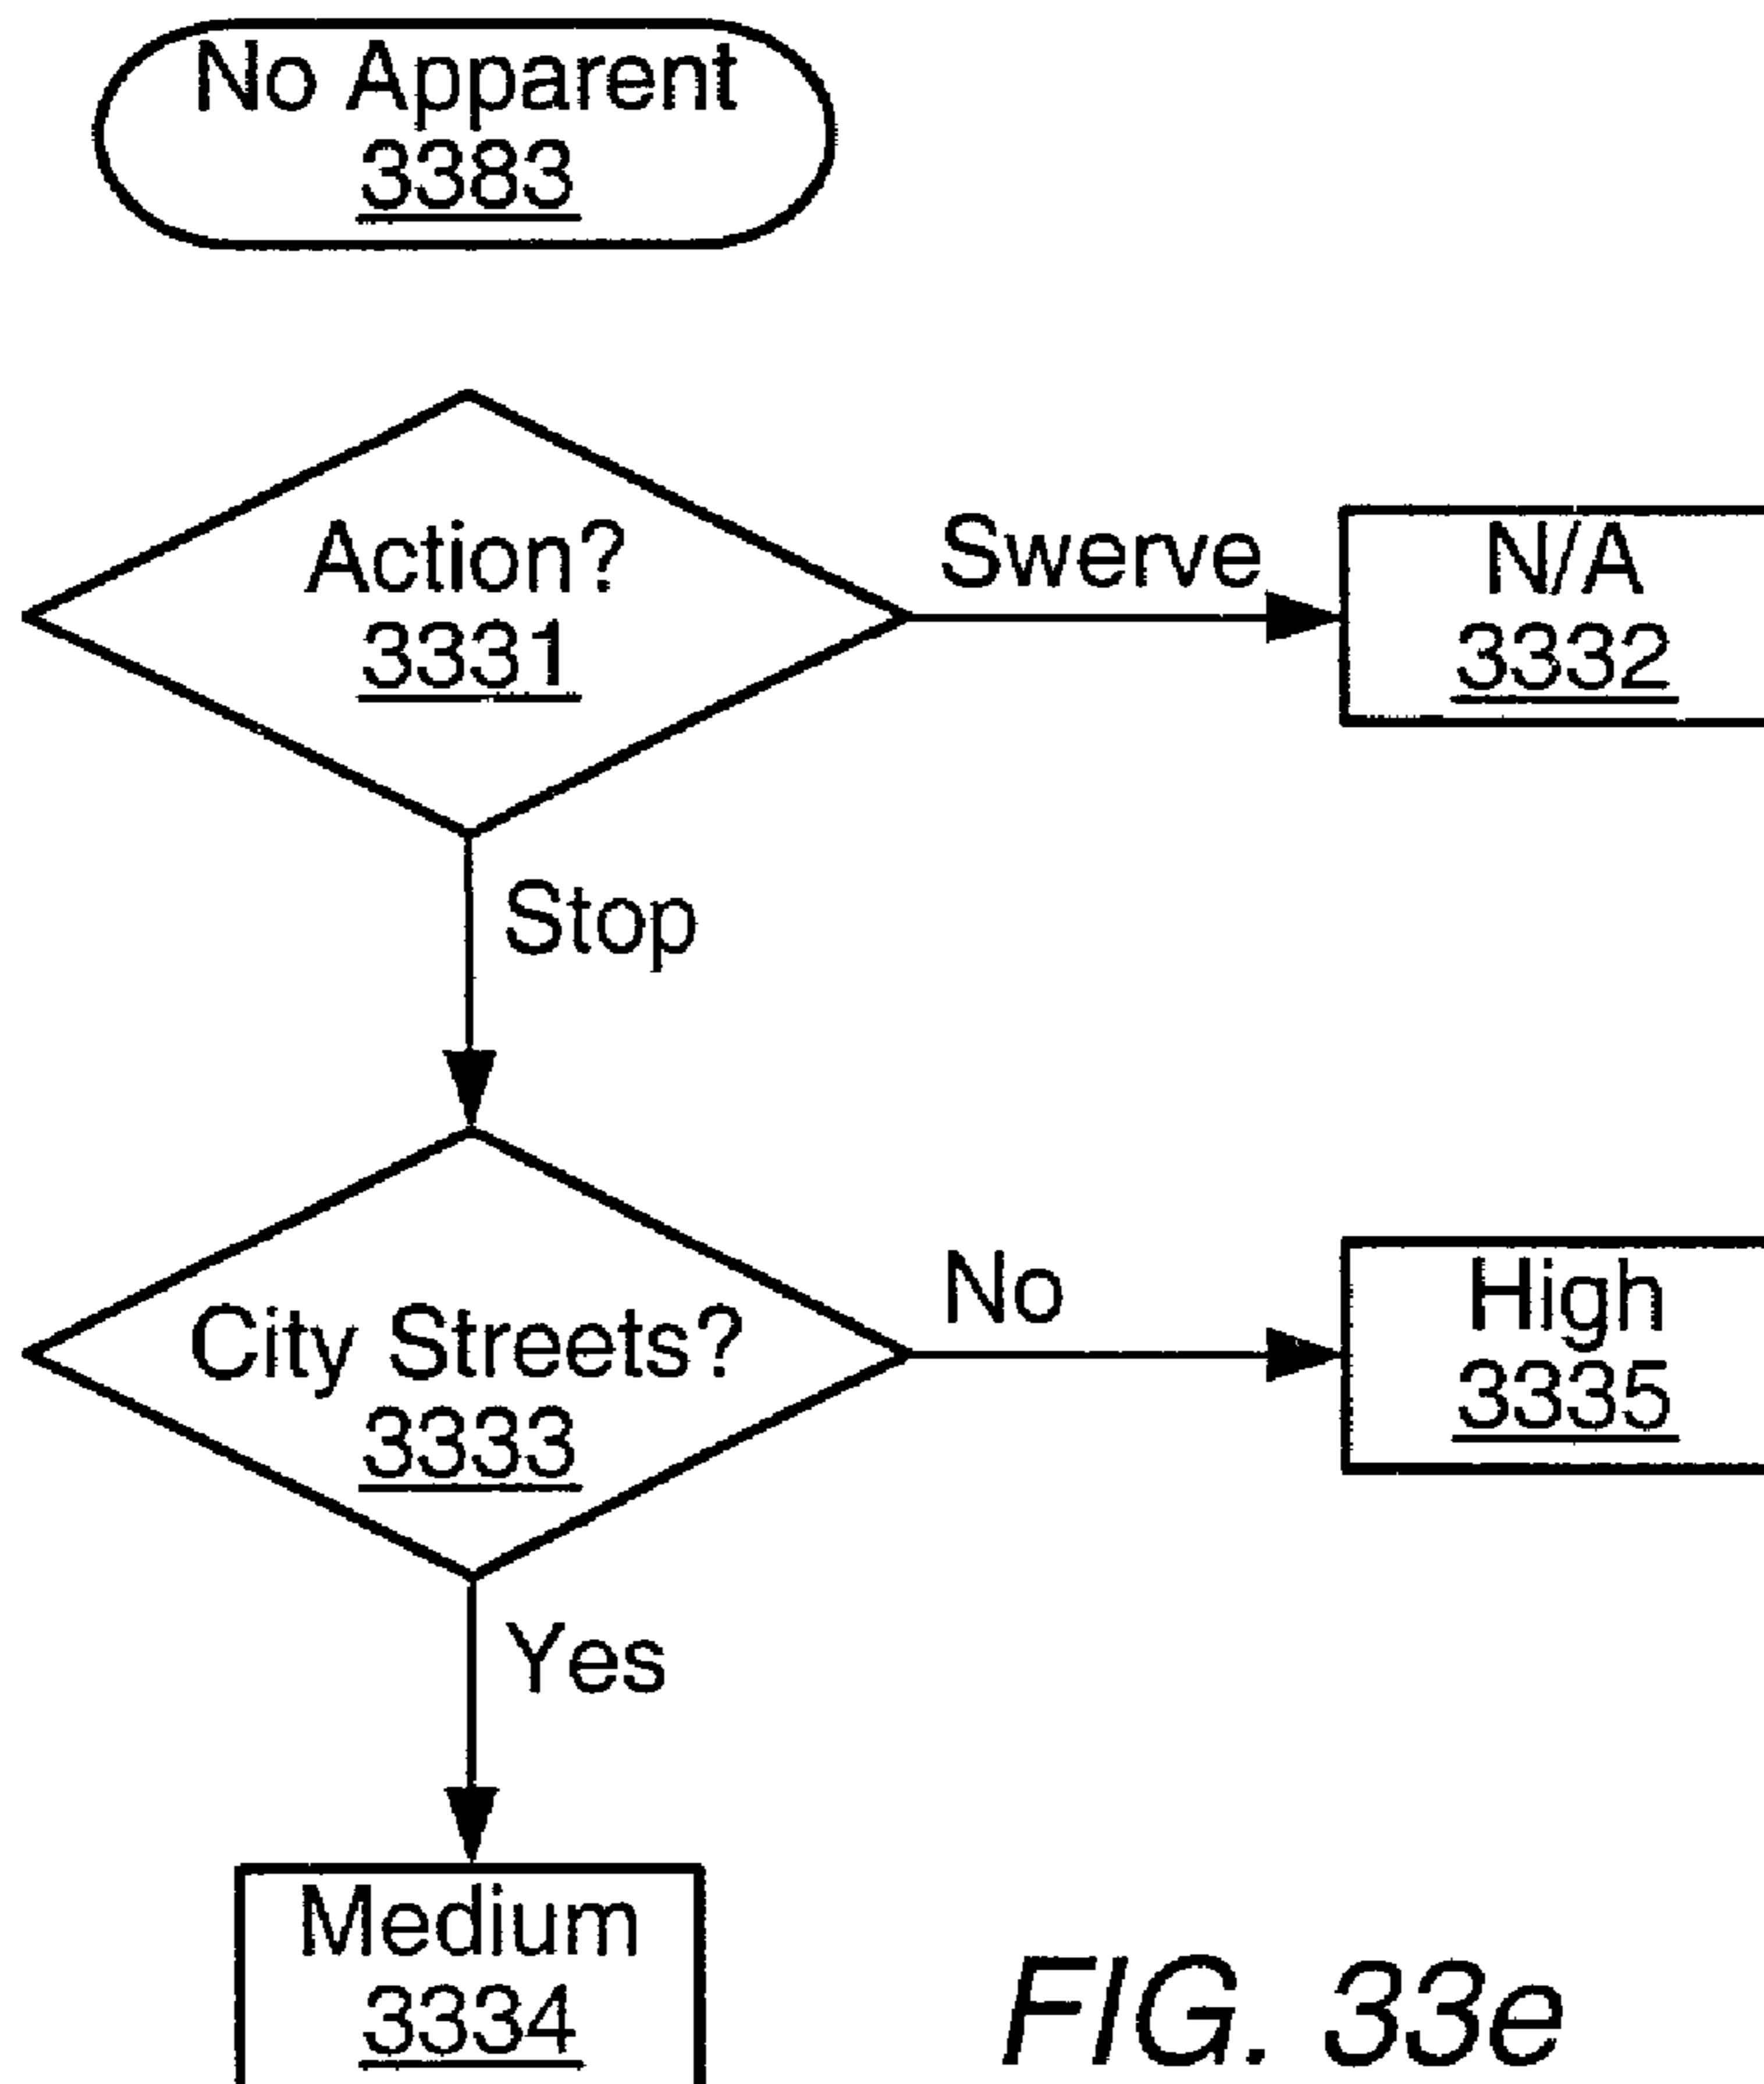 No Apparent
3383
Action?
3331
Swerve
N/A
3332
Stop
City Streets?
3333
No
High
3335
Yes
Medium
3334
FIG. 33e